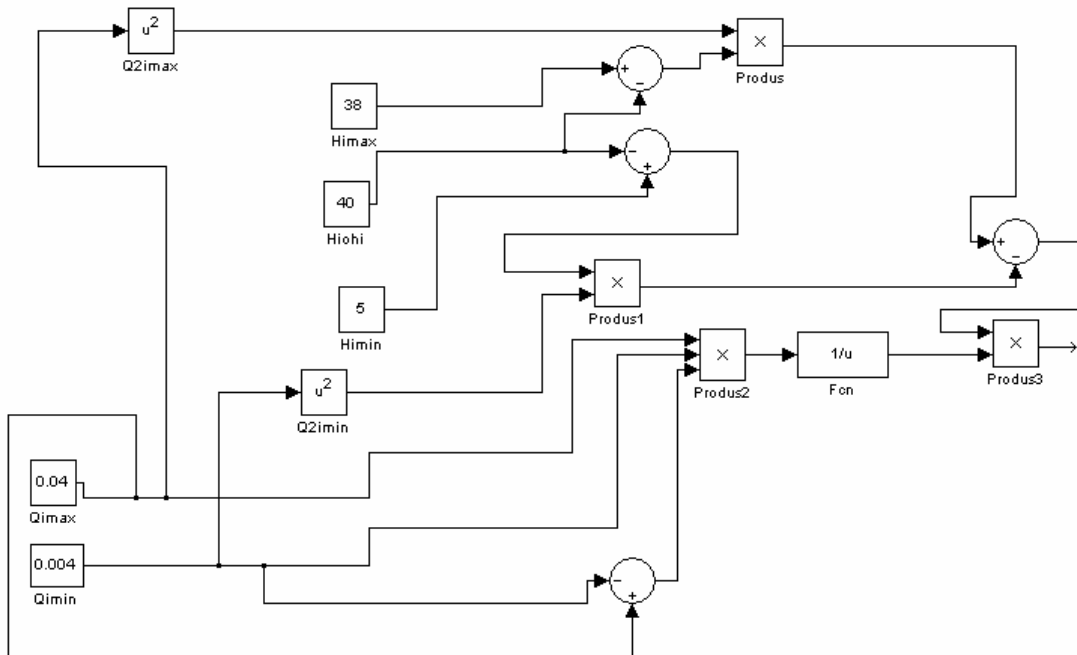 u²
Q2imax
×
Produs
+
−
38
Himax
−
+
40
Hiohi
+
−
×
Produs1
5
Himin
×
Produs2
1/u
Fcn
×
Produs3
u²
Q2imin
0.04
Qimax
0.004
Qimin
−
+